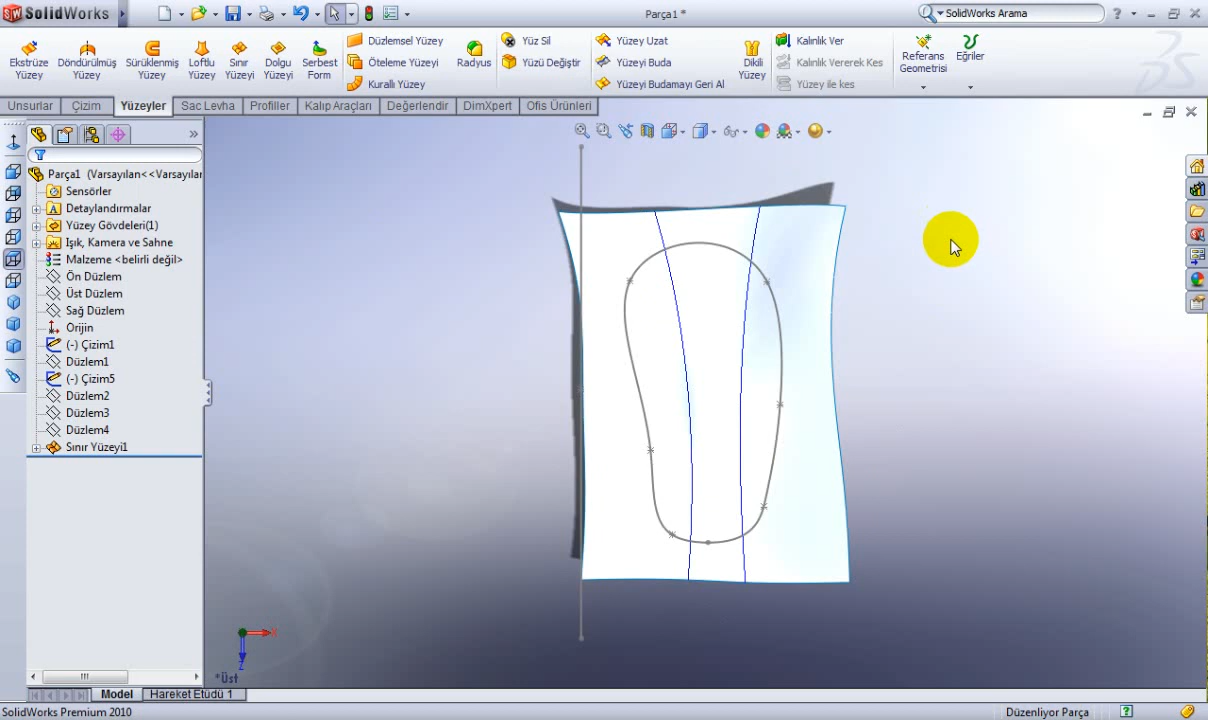 SolidWorks
Parça1 *
SolidWorks Arama
Ekstrüze Yüzey
Döndürülmüş Yüzey
Sürüklenmiş Yüzey
Loftlu Yüzey
Sınır Yüzeyi
Dolgu Yüzeyi
Serbest Form
Düzlemsel Yüzey
Öteleme Yüzeyi
Kurallı Yüzey
Radyus
Yüz Sil
Yüzü Değiştir
Yüzey Uzat
Yüzeyi Buda
Yüzeyi Budamayı Geri Al
Dikili Yüzey
Kalınlık Ver
Kalınlık Vererek Kes
Yüzey ile kes
Referans Geometrisi
Eğriler
Unsurlar
Çizim
Yüzeyler
Sac Levha
Profiller
Kalıp Araçları
Değerlendir
DimXpert
Ofis Ürünleri
Parça1 (Varsayılan<<Varsayılan
Sensörler
Detaylandırmalar
Yüzey Gövdeleri(1)
Işık, Kamera ve Sahne
Malzeme <belirli değil>
Ön Düzlem
Üst Düzlem
Sağ Düzlem
Orijin
(-) Çizim1
Düzlem1
(-) Çizim5
Düzlem2
Düzlem3
Düzlem4
Sınır Yüzeyi1
X
Z
*Üst
Model
Hareket Etüdü 1
SolidWorks Premium 2010
Düzenliyor Parça